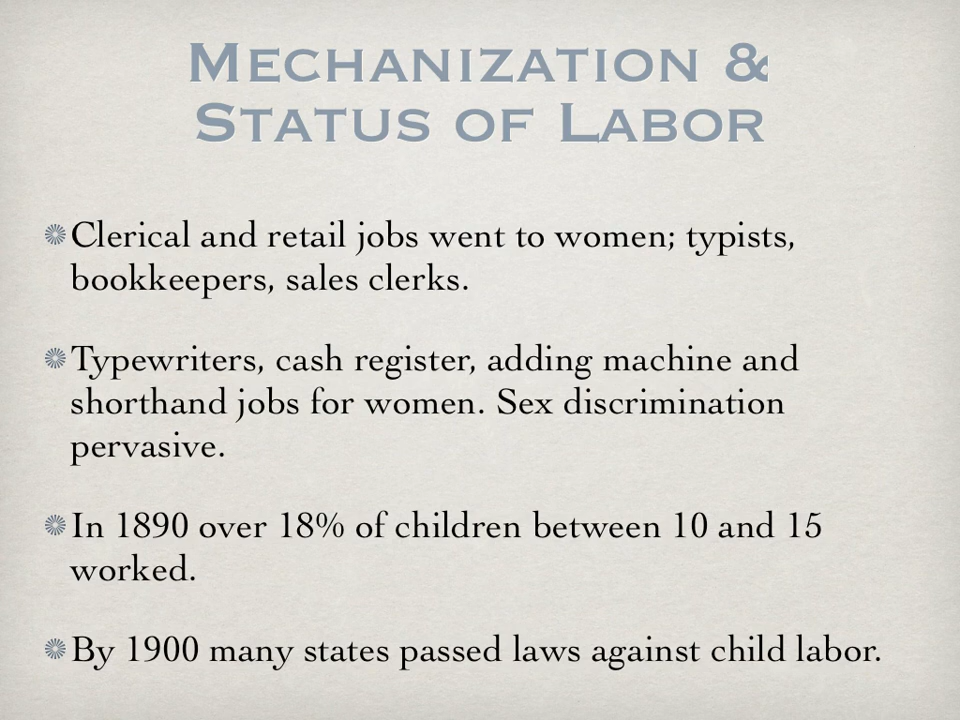 Mechanization &
Status of Labor
Clerical and retail jobs went to women; typists,
bookkeepers, sales clerks.
Typewriters, cash register, adding machine and
shorthand jobs for women. Sex discrimination
pervasive.
In 1890 over 18% of children between 10 and 15
worked.
By 1900 many states passed laws against child labor.